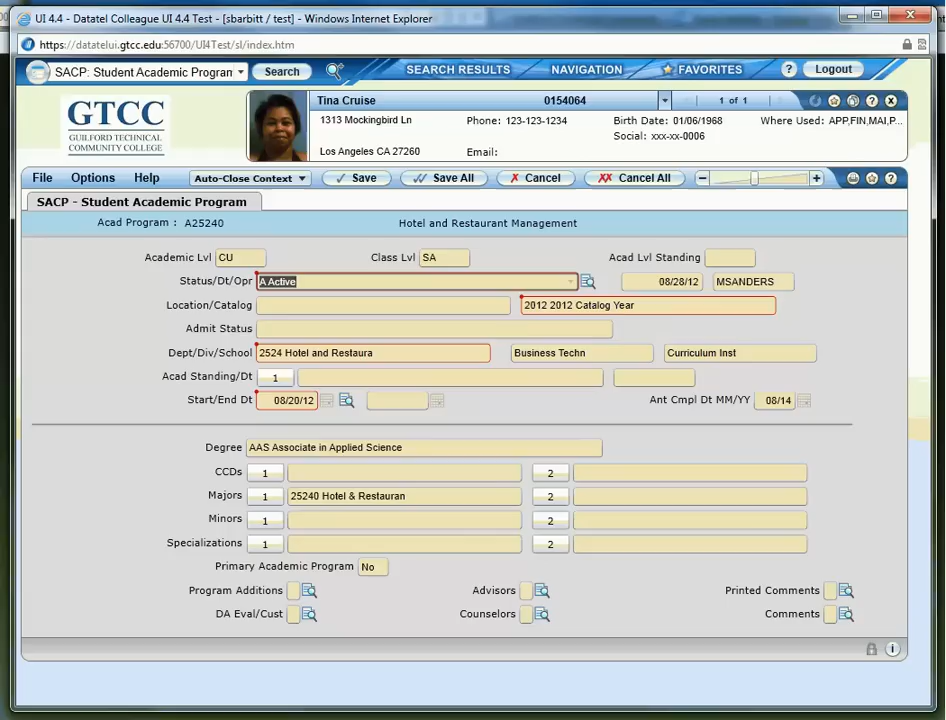 UI 4.4 - Datatel Colleague UI 4.4 Test - [sbarbitt / test] - Windows Internet Explorer
https://datatelui.gtcc.edu:56700/UI4Test/sl/index.htm
SACP: Student Academic Program Search SEARCH RESULTS NAVIGATION FAVORITES ? Logout
GTCC
GUILFORD TECHNICAL
COMMUNITY COLLEGE
Tina Cruise 0154064 1 of 1
1313 Mockingbird Ln Phone: 123-123-1234 Birth Date: 01/06/1968 Where Used: APP,FIN,MAI,P...
Social: xxx-xx-0006
Los Angeles CA 27260 Email:
File Options Help Auto-Close Context Save Save All Cancel Cancel All
SACP - Student Academic Program
Acad Program : A25240 Hotel and Restaurant Management
Academic Lvl CU Class Lvl SA Acad Lvl Standing
Status/Dt/Opr A Active 08/28/12 MSANDERS
Location/Catalog 2012 2012 Catalog Year
Admit Status
Dept/Div/School 2524 Hotel and Restaura Business Techn Curriculum Inst
Acad Standing/Dt 1
Start/End Dt 08/20/12 Ant Cmpl Dt MM/YY 08/14
Degree AAS Associate in Applied Science
CCDs 1 2
Majors 1 25240 Hotel & Restauran 2
Minors 1 2
Specializations 1 2
Primary Academic Program No
Program Additions Advisors Printed Comments
DA Eval/Cust Counselors Comments